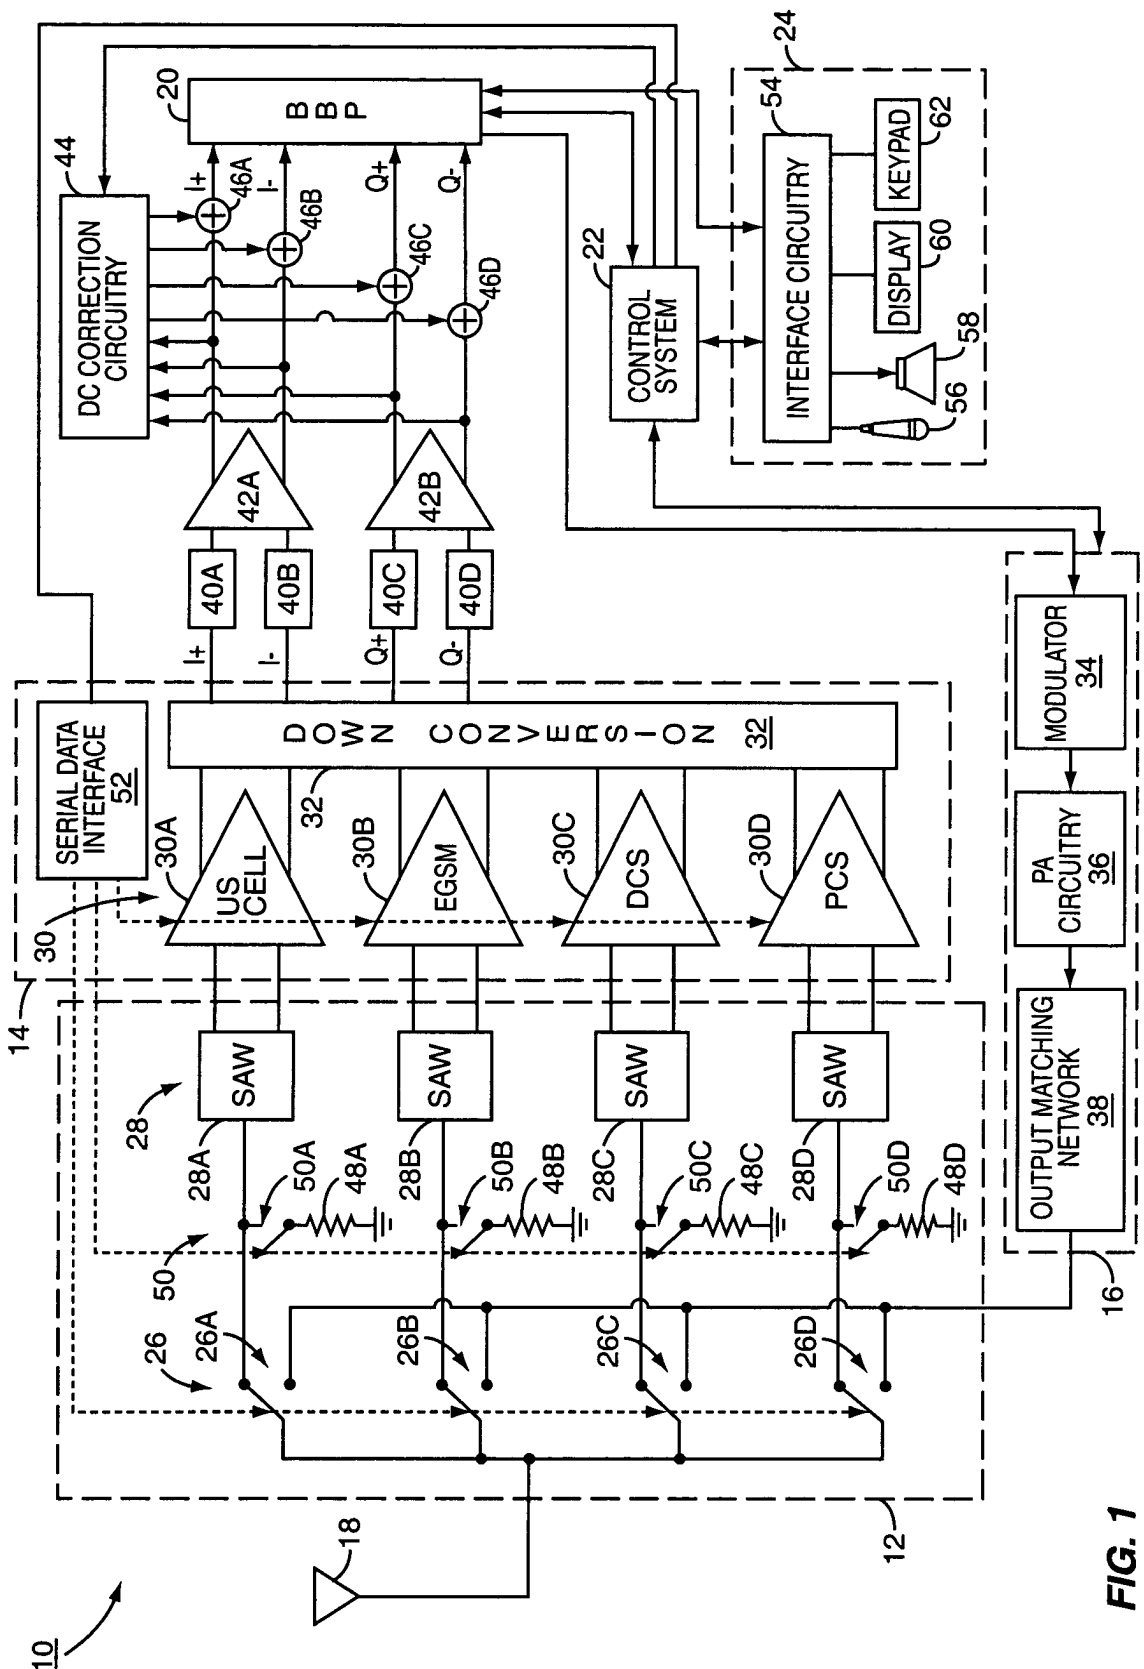 10
18
12
14
SERIAL DATA
INTERFACE
52
30
30A
US
CELL
30B
EGSM
30C
DCS
30D
PCS
32
DOWN CONVERSION 32
28
28A
SAW
28B
SAW
28C
SAW
28D
SAW
50
50A
48A
50B
48B
50C
48C
50D
48D
26
26A
26B
26C
26D
I+
I-
Q+
Q-
40A
40B
40C
40D
42A
42B
44
DC CORRECTION
CIRCUITRY
46A
46B
46C
46D
I+
I-
Q+
Q-
20
BBP
22
CONTROL
SYSTEM
24
54
INTERFACE CIRCUITRY
56
58
DISPLAY
60
KEYPAD
62
16
MODULATOR
34
PA
CIRCUITRY
36
OUTPUT MATCHING
NETWORK
38
FIG. 1